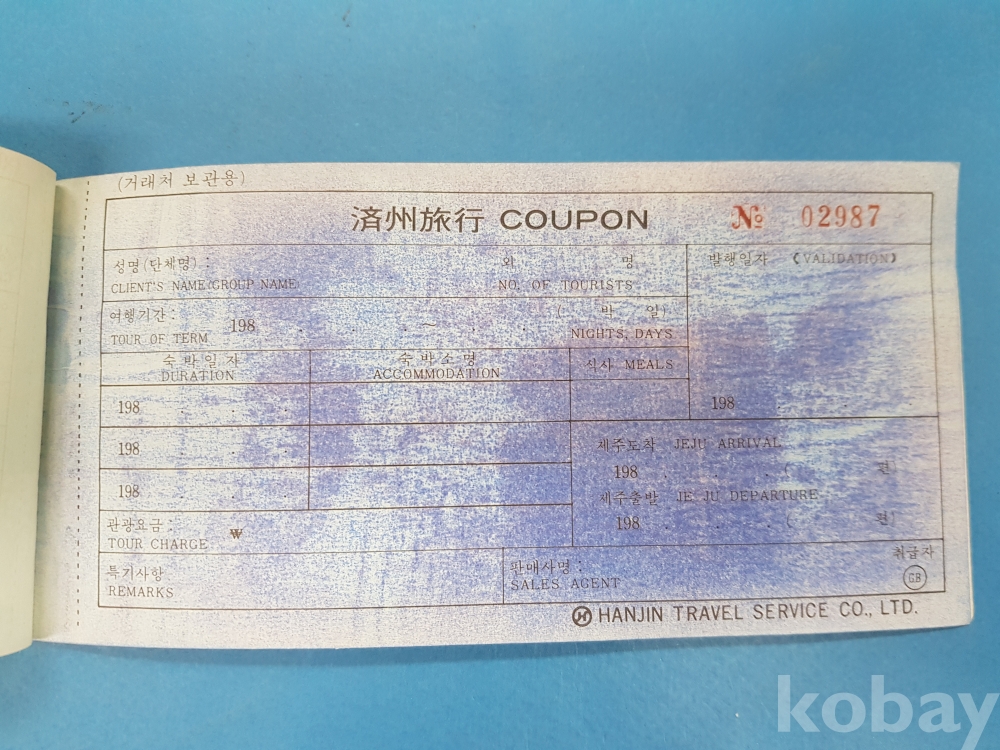 (거래처 보관용)
済州旅行 COUPON
№ 02987
성명(단체명) : 외 명
CLIENT'S NAME(GROUP NAME) NO. OF TOURISTS
발행일자 (VALIDATION)
여행기간 : 198 . . ~ . . ( 박 일)
TOUR OF TERM NIGHTS, DAYS
숙박일자 숙박소명 식사 MEALS
DURATION ACCOMMODATION
198 . .
198 . .
198 . .
198 . .
제주도착 JEJU ARRIVAL
198 . . ( 편)
제주출발 JE JU DEPARTURE
198 . . ( 편)
관광요금 :
TOUR CHARGE ₩
특기사항
REMARKS
판매사명 :
SALES AGENT
취급자
GB
HANJIN TRAVEL SERVICE CO., LTD.
kobay